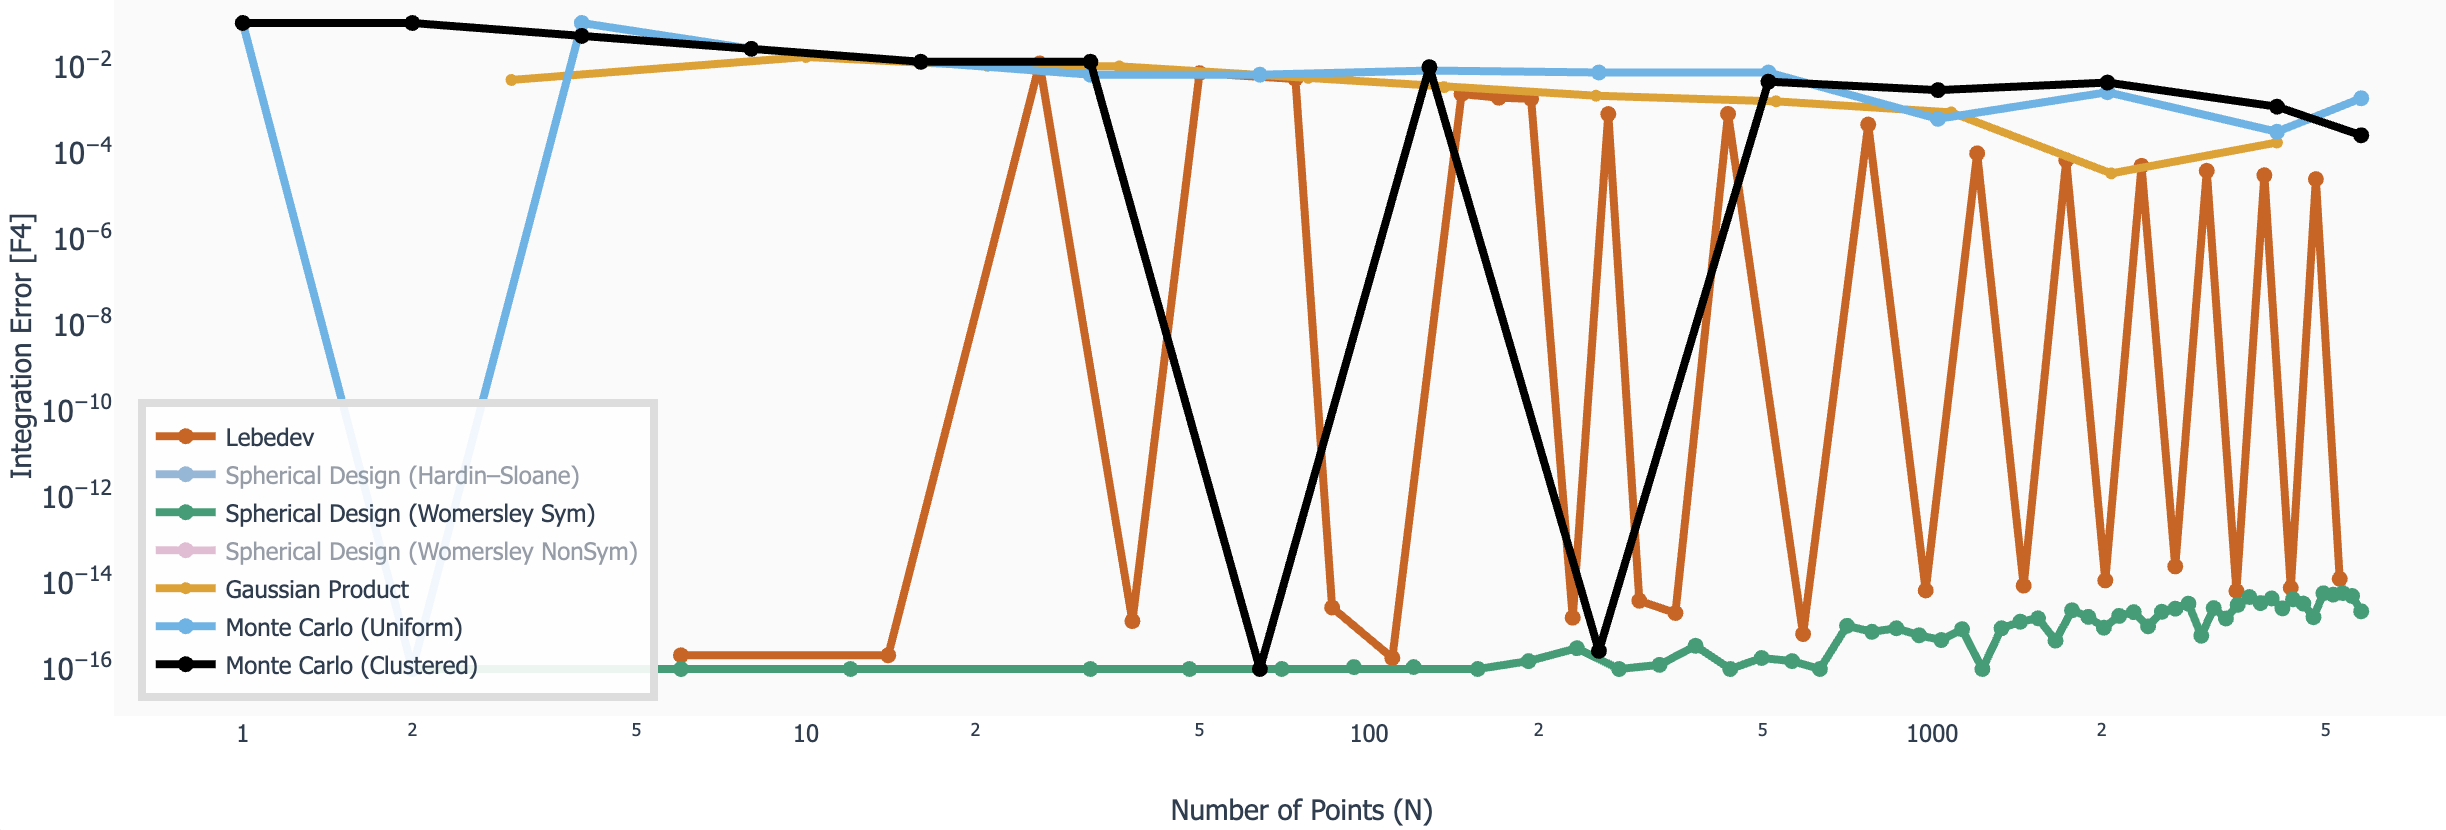 10−2
10−4
10−6
10−8
10−10
10−12
10−14
10−16
Integration Error [F4]
Lebedev
Spherical Design (Hardin–Sloane)
Spherical Design (Womersley Sym)
Spherical Design (Womersley NonSym)
Gaussian Product
Monte Carlo (Uniform)
Monte Carlo (Clustered)
1 2 5 10 2 5 100 2 5 1000 2 5
Number of Points (N)